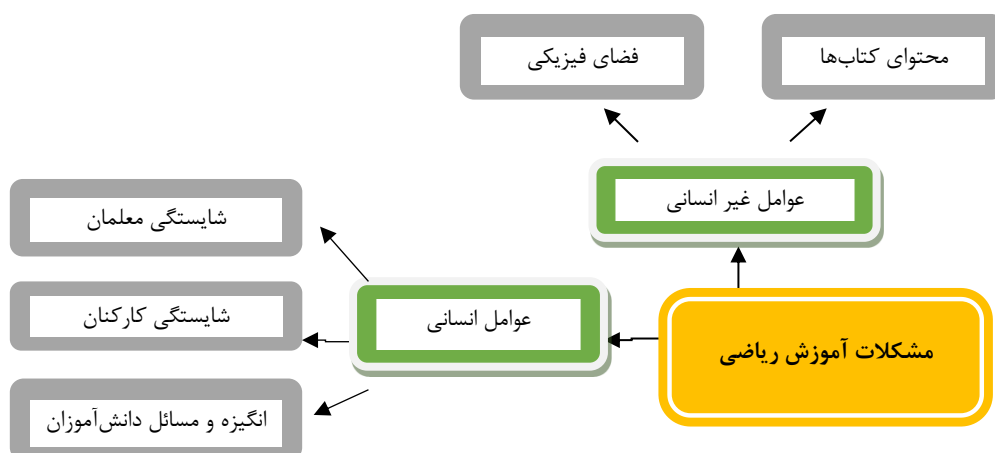 محتوای کتاب‌ها
فضای فیزیکی
عوامل غیر انسانی
شایستگی معلمان
عوامل انسانی
شایستگی کارکنان
مشکلات آموزش ریاضی
انگیزه و مسائل دانش‌آموزان